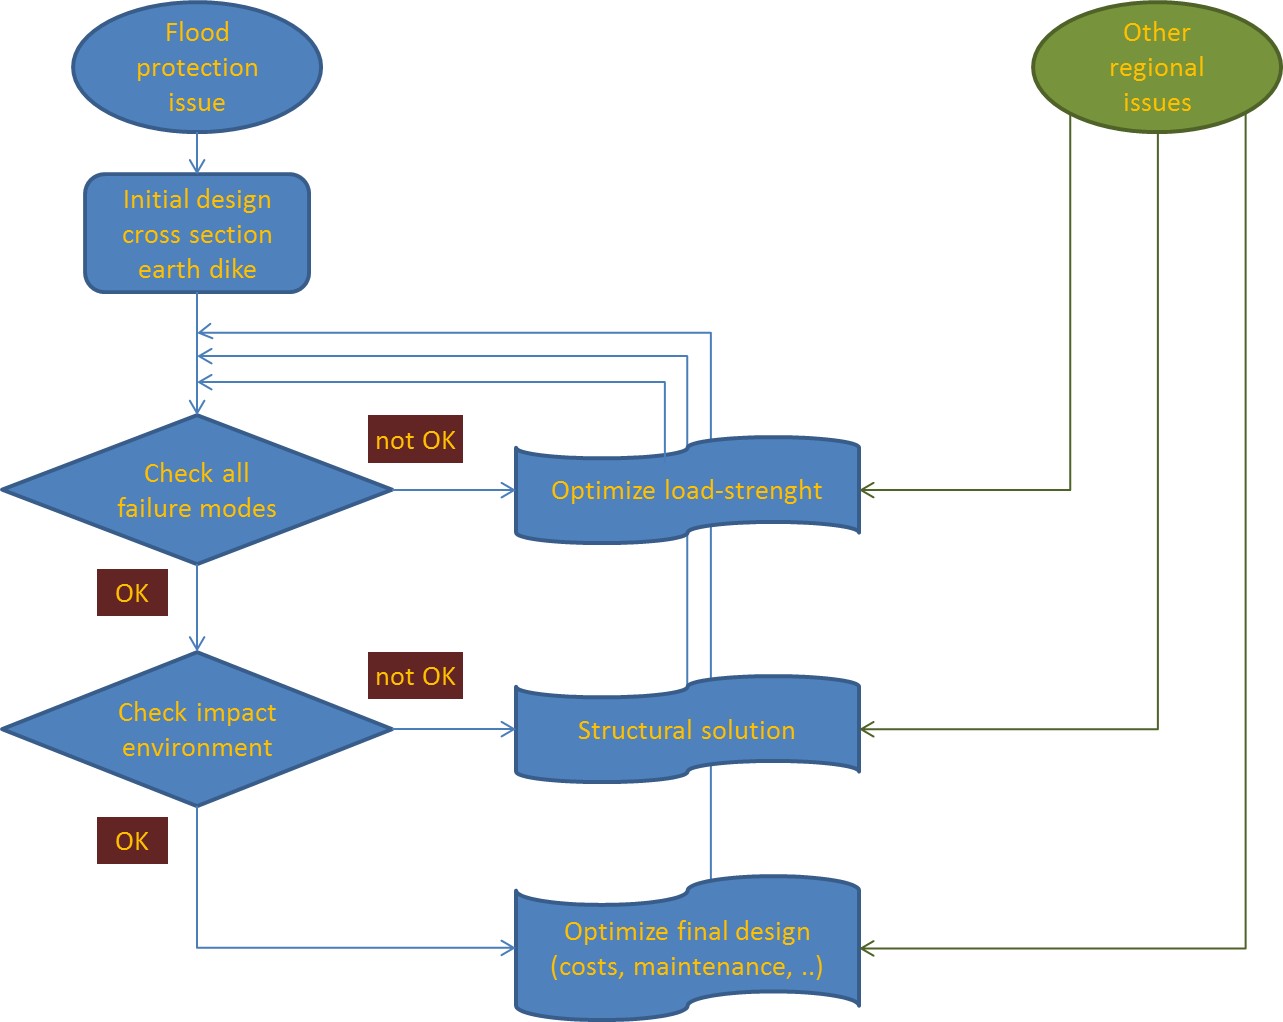 Flood
protection
issue
Other
regional
issues
Initial design
cross section
earth dike
not OK
Check all
failure modes
Optimize load-strenght
OK
not OK
Check impact
environment
Structural solution
OK
Optimize final design
(costs, maintenance, ..)